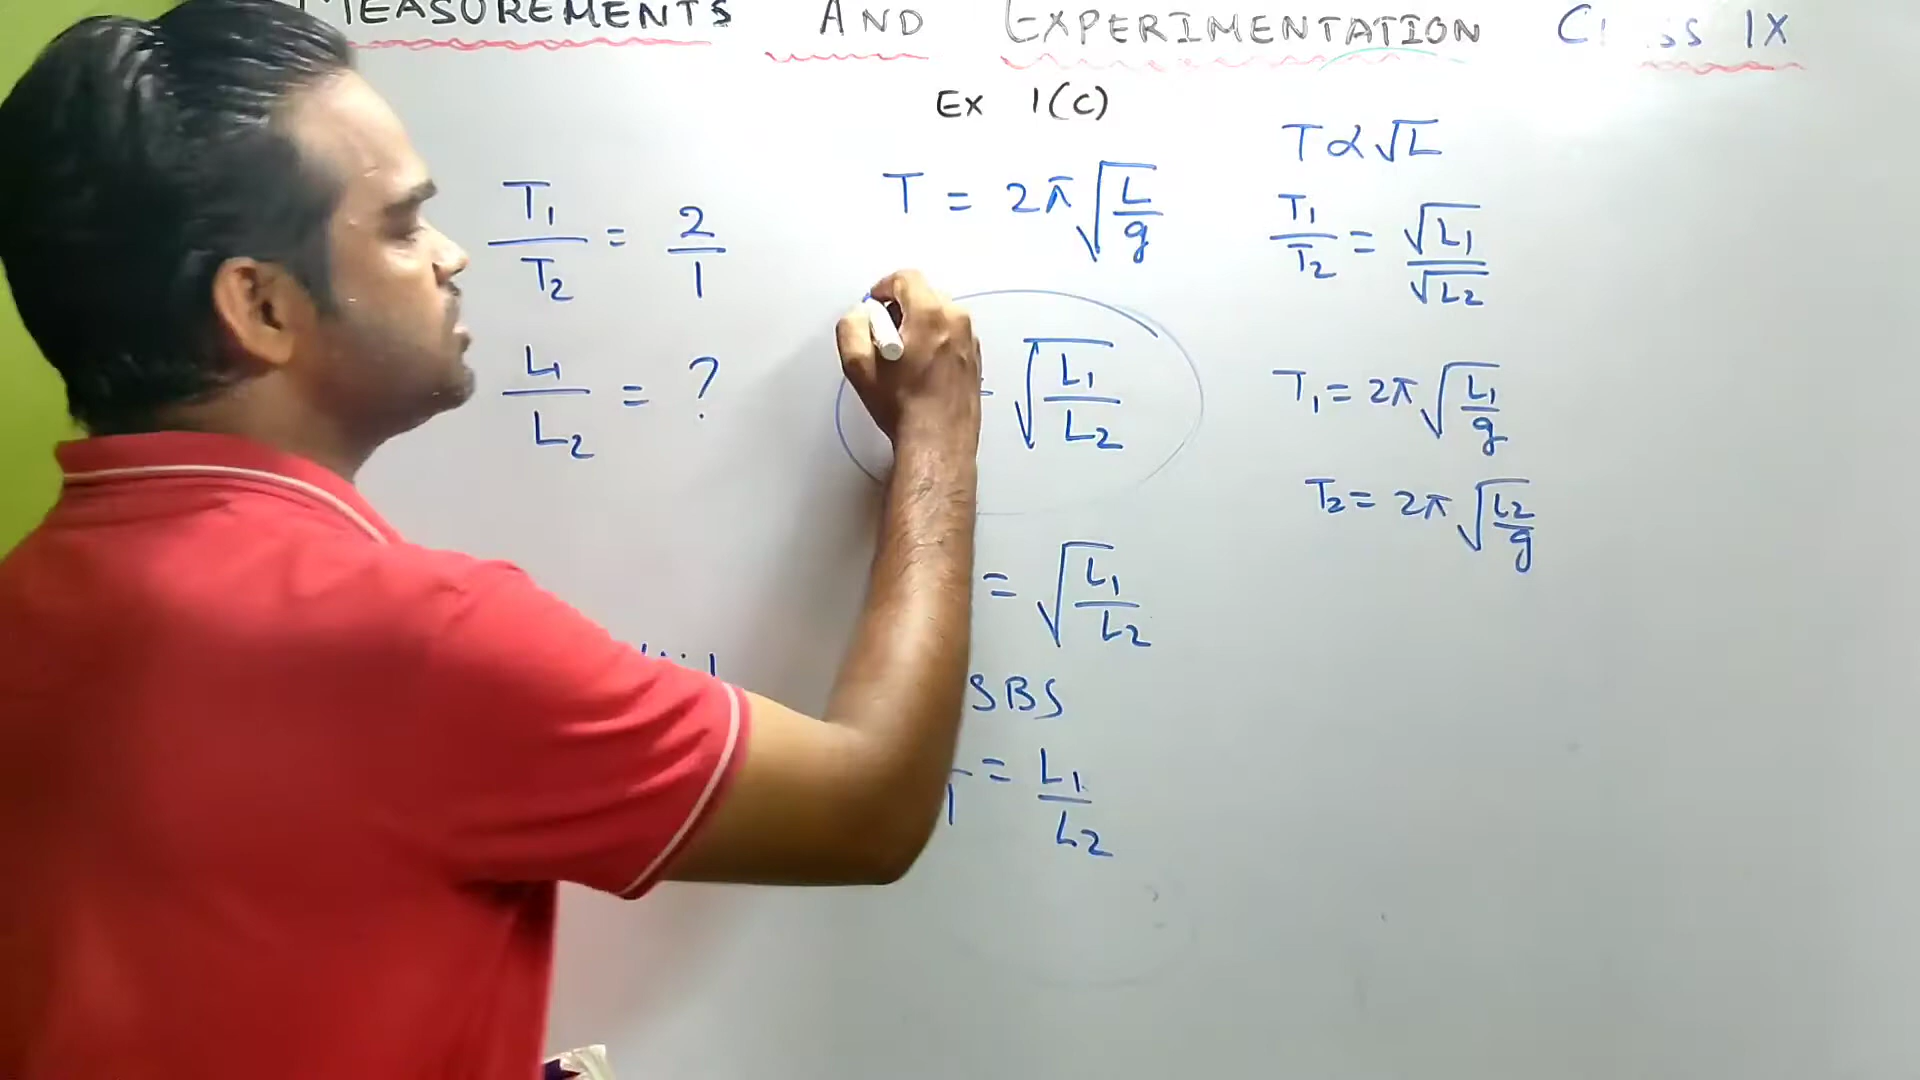 MEASUREMENTS AND EXPERIMENTATION Class IX
Ex 1(c)
T₁/T₂ = 2/1
L₁/L₂ = ?
T = 2π√(L/g)
√(L₁/L₂)
= √(L₁/L₂)
SBS
= L₁/L₂
T ∝ √L
T₁/T₂ = √L₁/√L₂
T₁ = 2π√(L₁/g)
T₂ = 2π√(L₂/g)